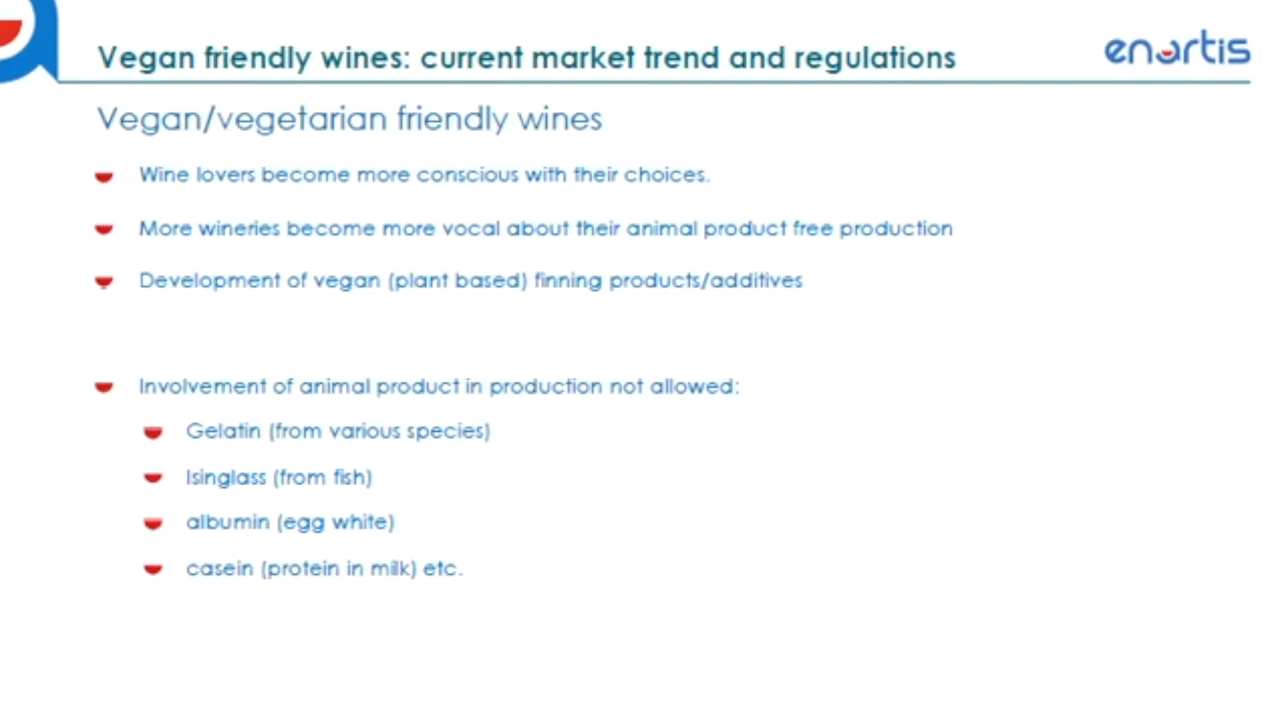 Vegan friendly wines: current market trend and regulations
enartis
Vegan/vegetarian friendly wines
Wine lovers become more conscious with their choices.
More wineries become more vocal about their animal product free production
Development of vegan (plant based) finning products/additives
Involvement of animal product in production not allowed:
Gelatin (from various species)
Isinglass (from fish)
albumin (egg white)
casein (protein in milk) etc.